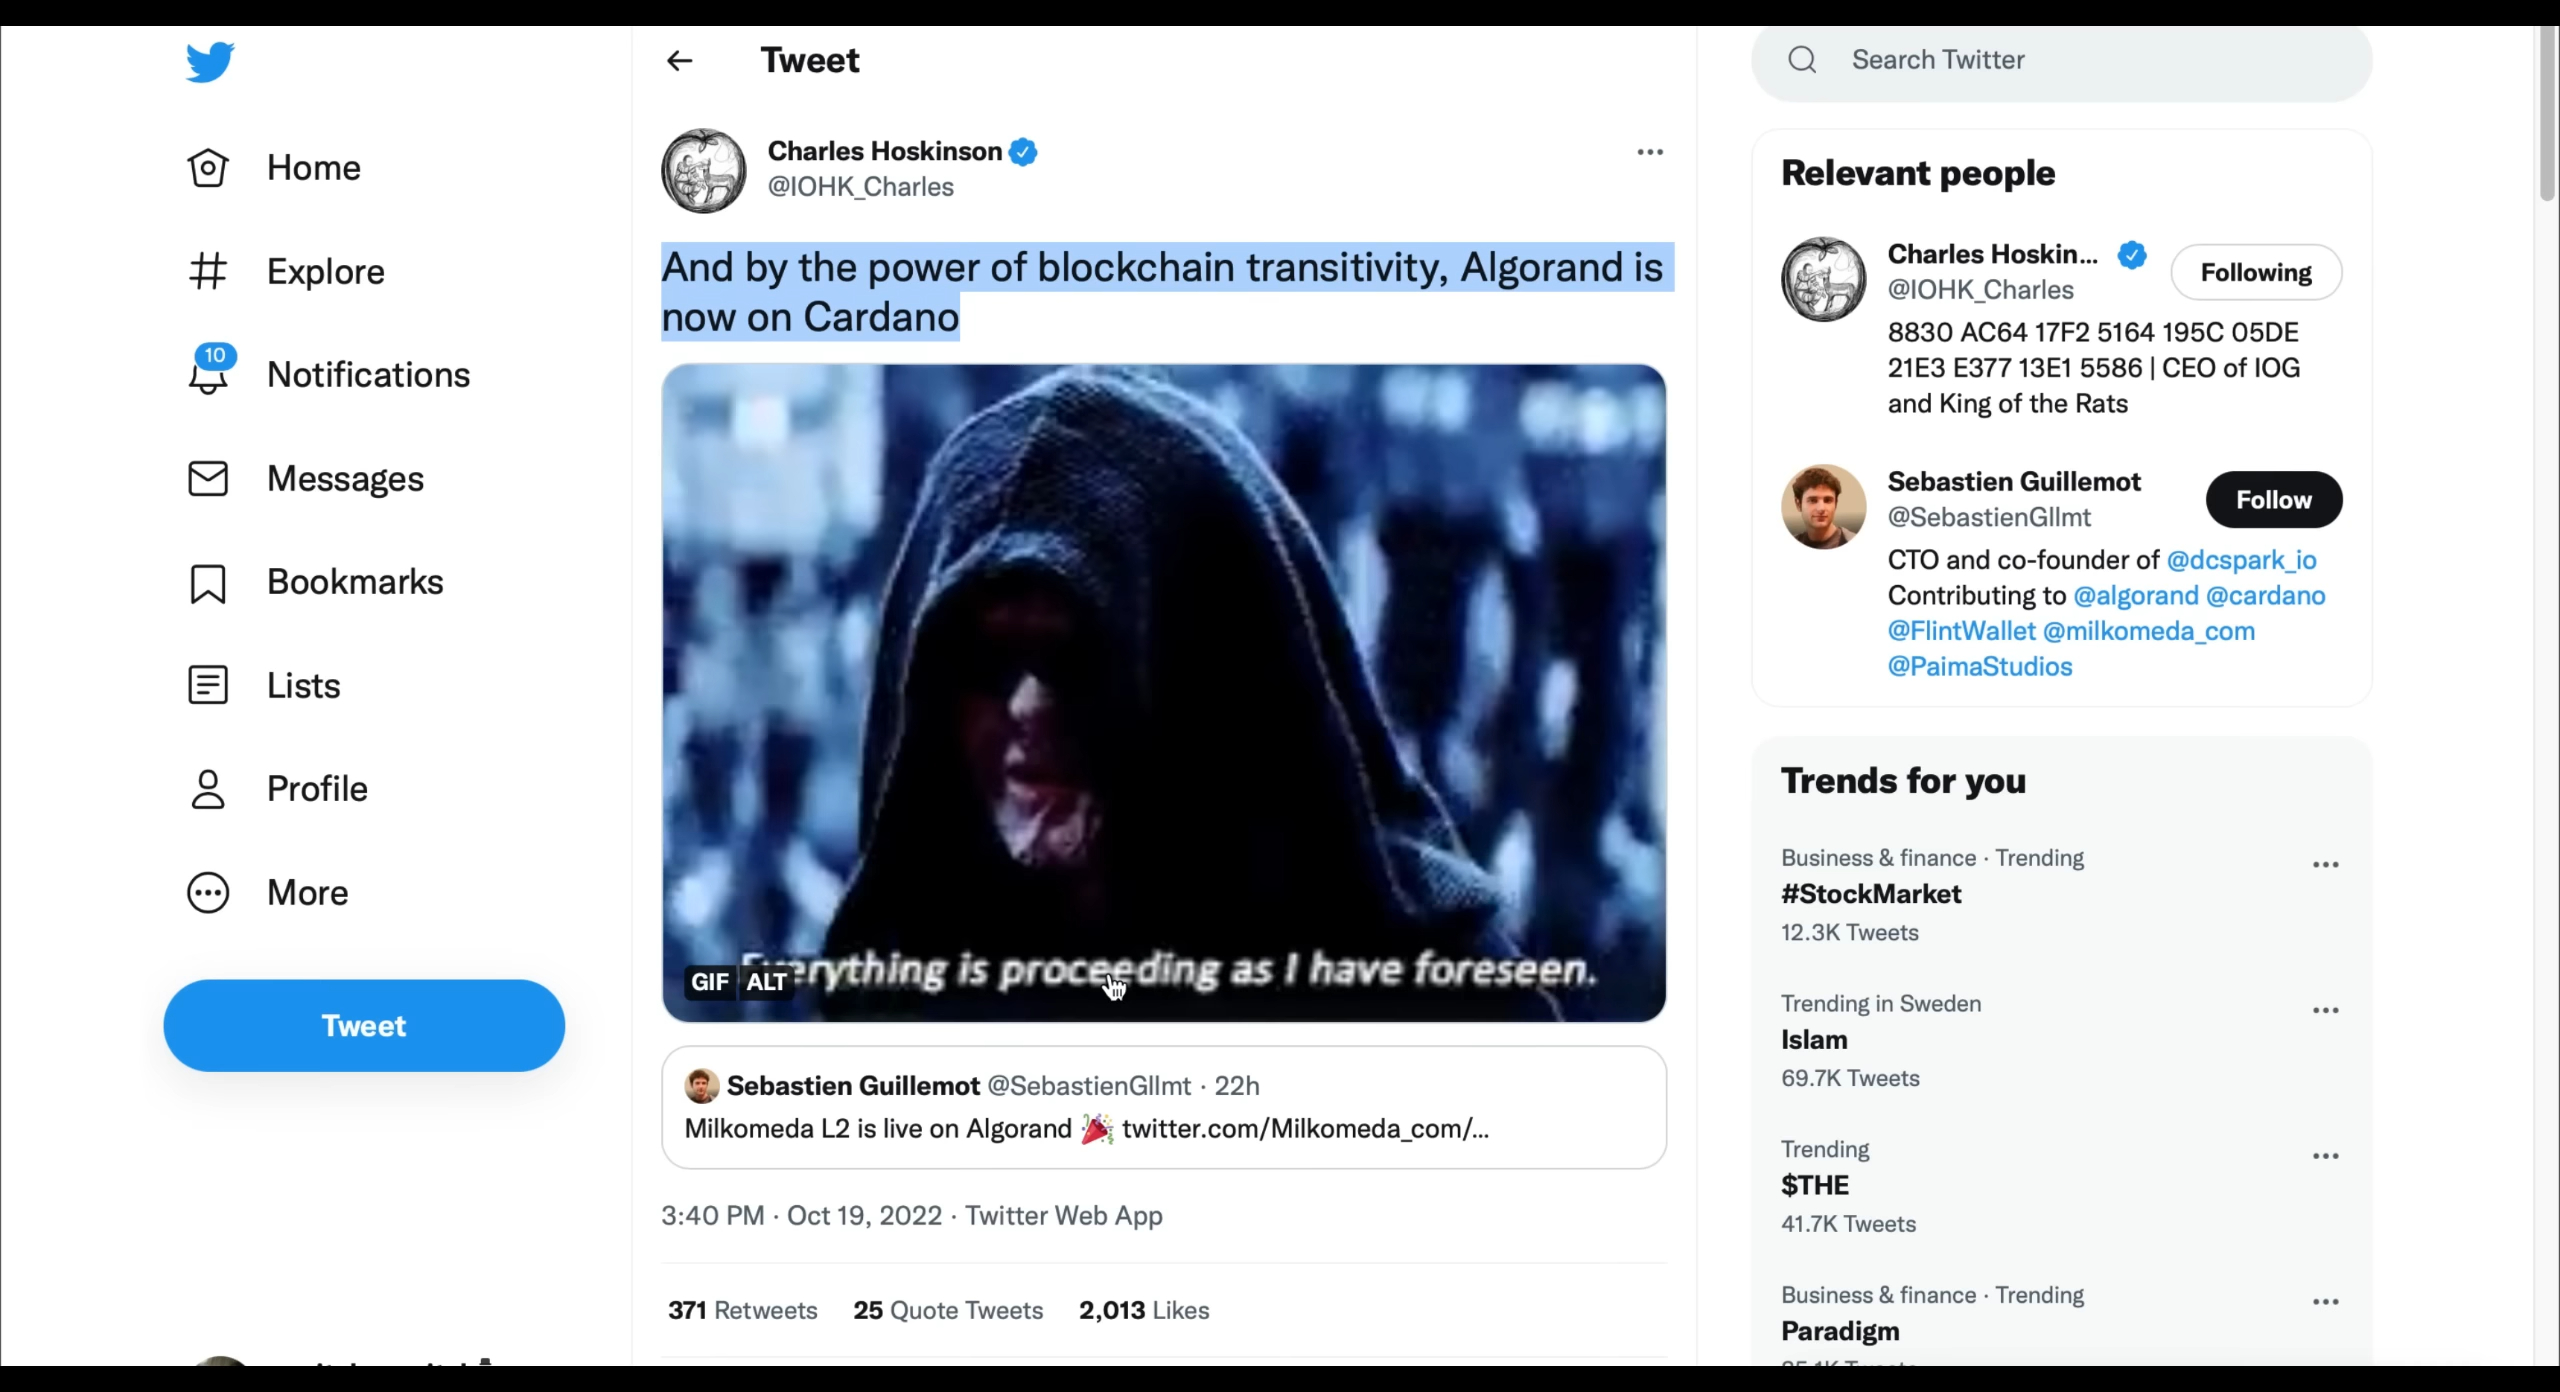 Home
Explore
10
Notifications
Messages
Bookmarks
Lists
Profile
More
Tweet
Tweet
Charles Hoskinson
@IOHK_Charles
And by the power of blockchain transitivity, Algorand is
now on Cardano
GIF ALT
is proceeding as I have foreseen.
Sebastien Guillemot @SebastienGllmt · 22h
Milkomeda L2 is live on Algorand 🎉 twitter.com/Milkomeda_com/...
3:40 PM · Oct 19, 2022 · Twitter Web App
371 Retweets 25 Quote Tweets 2,013 Likes
Search Twitter
Relevant people
Charles Hoskin...
Following
@IOHK_Charles
8830 AC64 17F2 5164 195C 05DE
21E3 E377 13E1 5586 | CEO of IOG
and King of the Rats
Sebastien Guillemot
Follow
@SebastienGllmt
CTO and co-founder of @dcspark_io
Contributing to @algorand @cardano
@FlintWallet @milkomeda_com
@PaimaStudios
Trends for you
Business & finance · Trending
#StockMarket
12.3K Tweets
Trending in Sweden
Islam
69.7K Tweets
Trending
$THE
41.7K Tweets
Business & finance · Trending
Paradigm